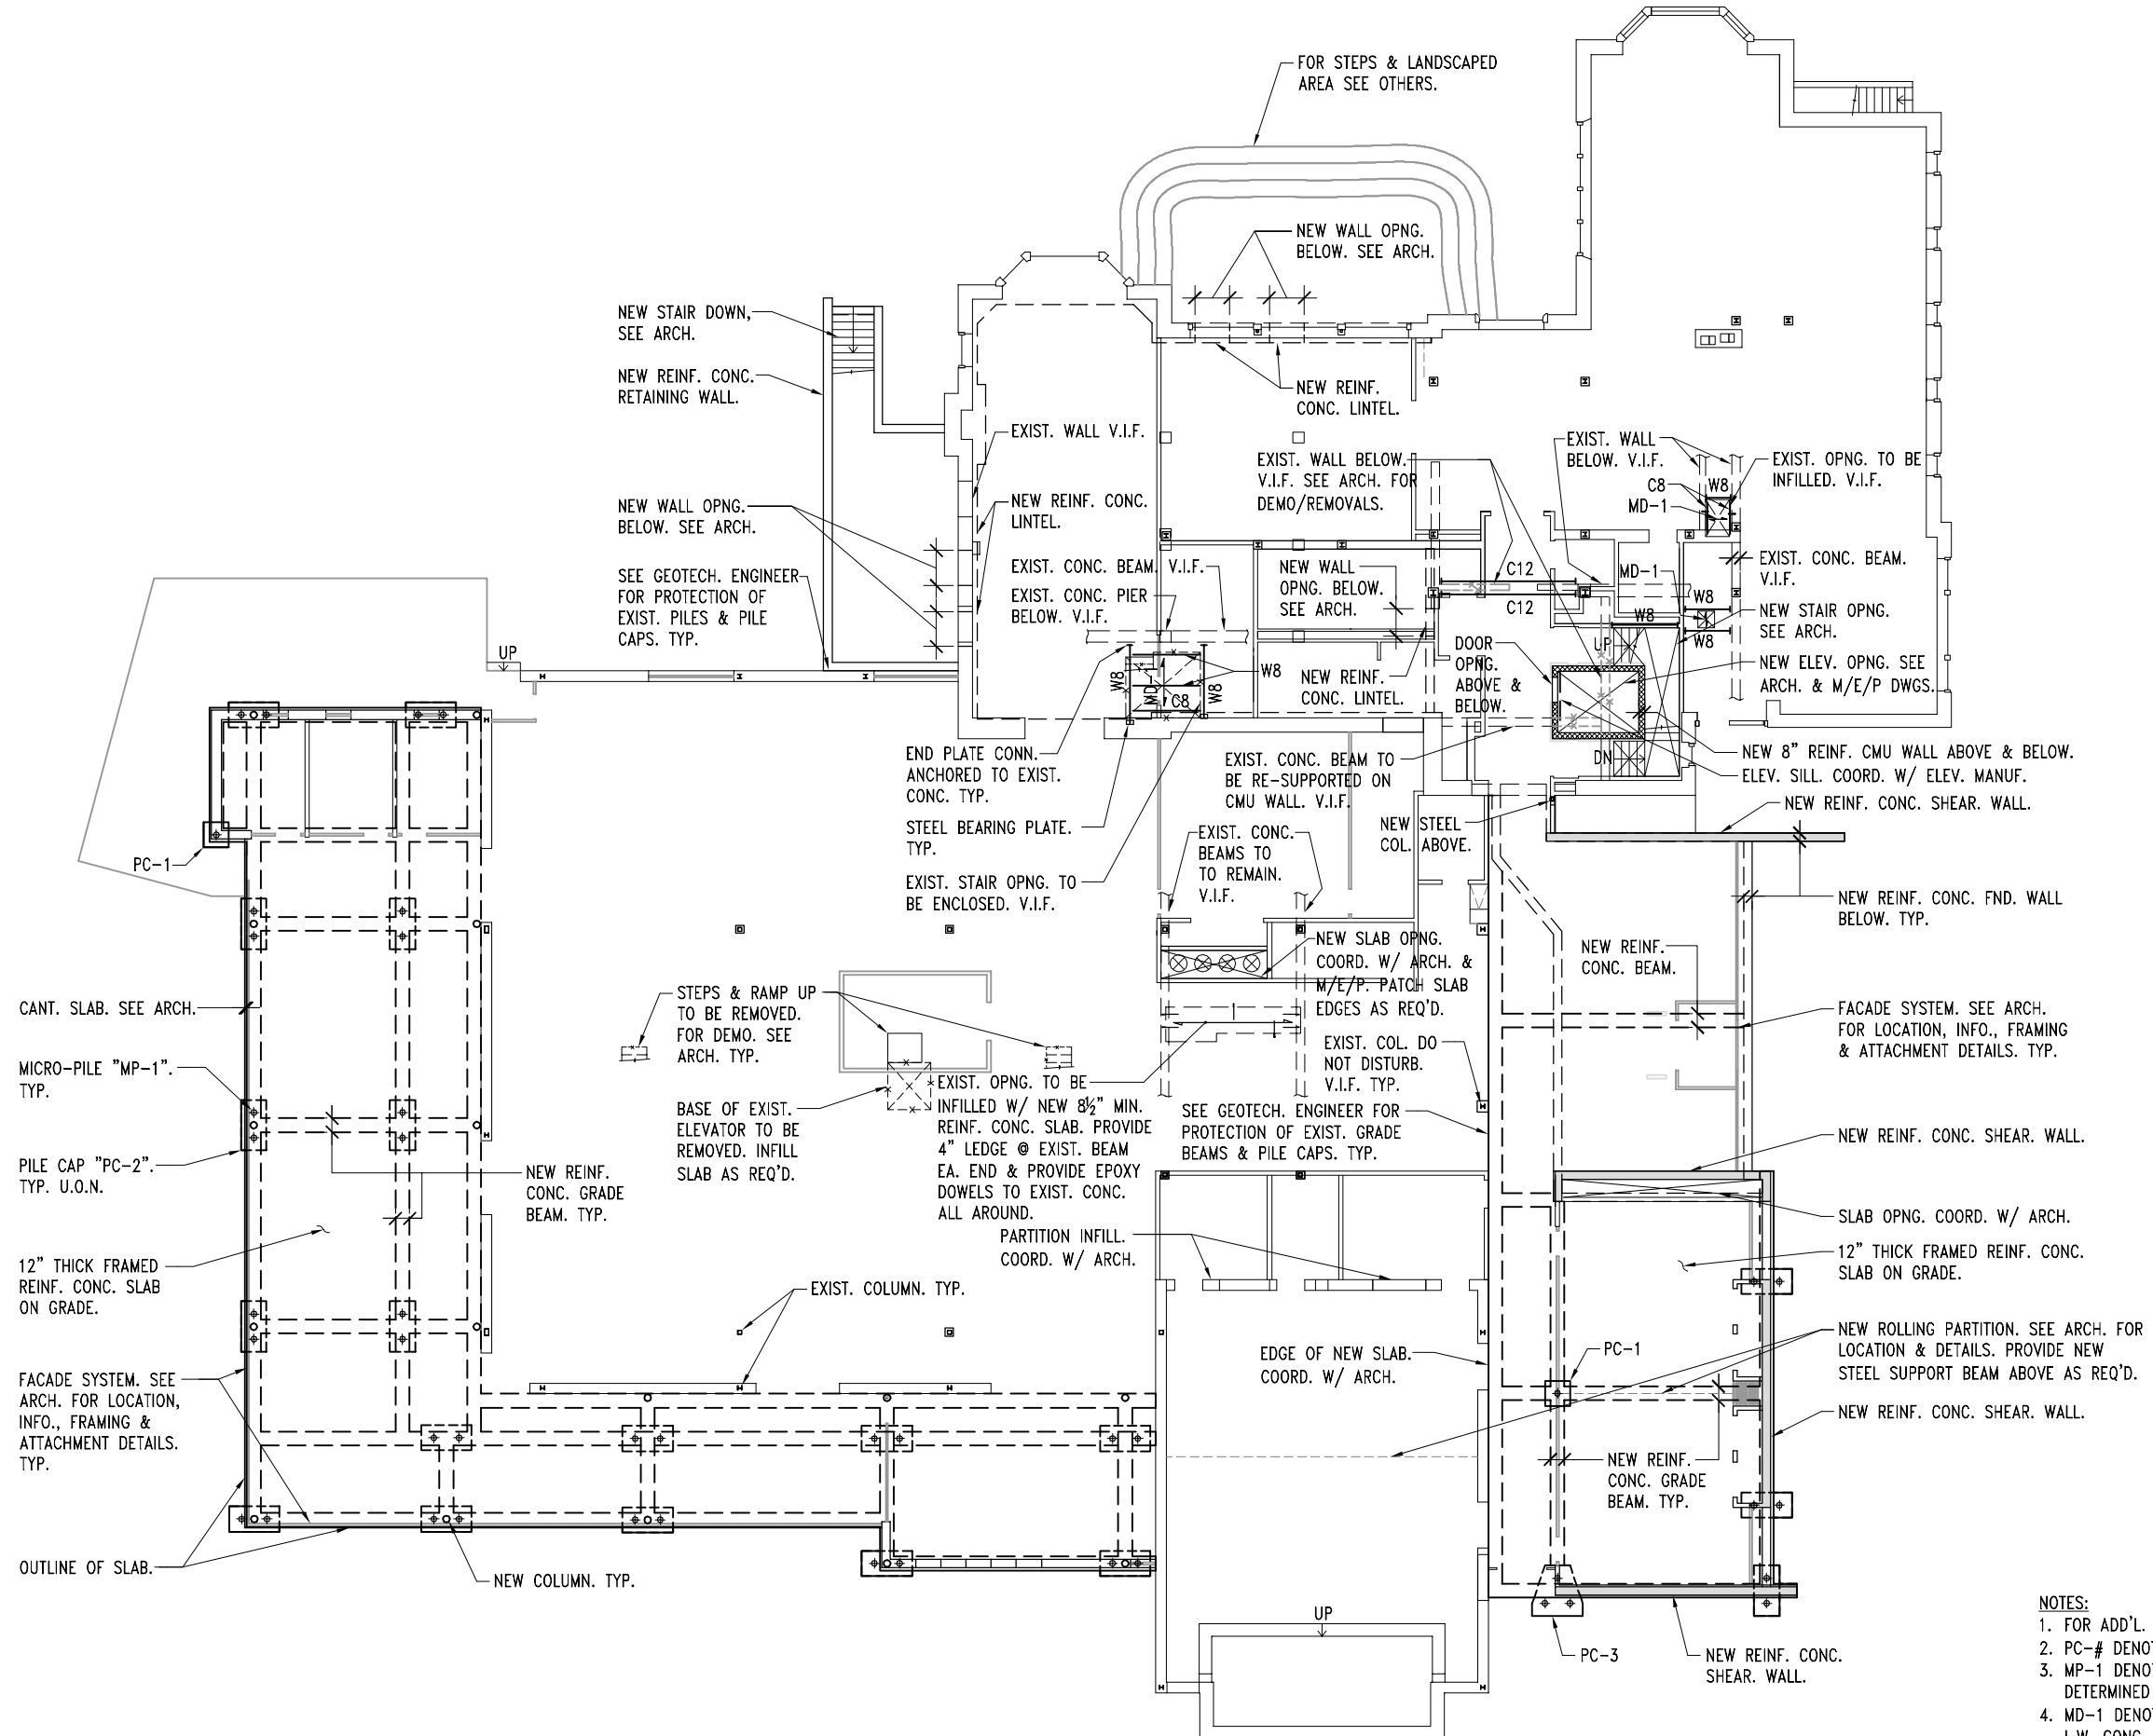 FOR STEPS & LANDSCAPED
AREA SEE OTHERS.
NEW WALL OPNG.
BELOW. SEE ARCH.
NEW STAIR DOWN,
SEE ARCH.
NEW REINF. CONC.
RETAINING WALL.
NEW REINF.
CONC. LINTEL.
EXIST. WALL V.I.F.
EXIST. WALL BELOW.
V.I.F. SEE ARCH. FOR
DEMO/REMOVALS.
EXIST. WALL
BELOW. V.I.F.
EXIST. OPNG. TO BE
INFILLED. V.I.F.
C8
W8
MD-1
NEW WALL OPNG.
BELOW. SEE ARCH.
NEW REINF. CONC.
LINTEL.
SEE GEOTECH. ENGINEER
FOR PROTECTION OF
EXIST. PILES & PILE
CAPS. TYP.
EXIST. CONC. BEAM. V.I.F.
EXIST. CONC. PIER
BELOW. V.I.F.
NEW WALL
OPNG. BELOW.
SEE ARCH.
C12
C12
MD-1
EXIST. CONC. BEAM.
V.I.F.
W8
W8
W8
NEW STAIR OPNG.
SEE ARCH.
UP
UP
DOOR
OPNG.
ABOVE &
BELOW.
NEW ELEV. OPNG. SEE
ARCH. & M/E/P DWGS.
W8
MD-1
C8
W8
W8
NEW REINF.
CONC. LINTEL.
DN
END PLATE CONN.
ANCHORED TO EXIST.
CONC. TYP.
EXIST. CONC. BEAM TO
BE RE-SUPPORTED ON
CMU WALL. V.I.F.
NEW 8" REINF. CMU WALL ABOVE & BELOW.
ELEV. SILL. COORD. W/ ELEV. MANUF.
NEW REINF. CONC. SHEAR. WALL.
STEEL BEARING PLATE.
TYP.
EXIST. CONC.
BEAMS TO
TO REMAIN.
V.I.F.
NEW STEEL
COL. ABOVE.
PC-1
EXIST. STAIR OPNG. TO
BE ENCLOSED. V.I.F.
NEW REINF. CONC. FND. WALL
BELOW. TYP.
NEW SLAB OPNG.
COORD. W/ ARCH. &
M/E/P. PATCH SLAB
EDGES AS REQ'D.
NEW REINF.
CONC. BEAM.
CANT. SLAB. SEE ARCH.
STEPS & RAMP UP
TO BE REMOVED.
FOR DEMO. SEE
ARCH. TYP.
FACADE SYSTEM. SEE ARCH.
FOR LOCATION, INFO., FRAMING
& ATTACHMENT DETAILS. TYP.
EXIST. COL. DO
NOT DISTURB.
V.I.F. TYP.
MICRO-PILE "MP-1".
TYP.
BASE OF EXIST.
ELEVATOR TO BE
REMOVED. INFILL
SLAB AS REQ'D.
EXIST. OPNG. TO BE
INFILLED W/ NEW 8½" MIN.
REINF. CONC. SLAB. PROVIDE
4" LEDGE @ EXIST. BEAM
EA. END & PROVIDE EPOXY
DOWELS TO EXIST. CONC.
ALL AROUND.
SEE GEOTECH. ENGINEER FOR
PROTECTION OF EXIST. GRADE
BEAMS & PILE CAPS. TYP.
NEW REINF. CONC. SHEAR. WALL.
PILE CAP "PC-2".
TYP. U.O.N.
NEW REINF.
CONC. GRADE
BEAM. TYP.
SLAB OPNG. COORD. W/ ARCH.
PARTITION INFILL.
COORD. W/ ARCH.
12" THICK FRAMED
REINF. CONC. SLAB
ON GRADE.
12" THICK FRAMED REINF. CONC.
SLAB ON GRADE.
EXIST. COLUMN. TYP.
NEW ROLLING PARTITION. SEE ARCH. FOR
LOCATION & DETAILS. PROVIDE NEW
STEEL SUPPORT BEAM ABOVE AS REQ'D.
EDGE OF NEW SLAB.
COORD. W/ ARCH.
PC-1
FACADE SYSTEM. SEE
ARCH. FOR LOCATION,
INFO., FRAMING &
ATTACHMENT DETAILS.
TYP.
NEW REINF. CONC. SHEAR. WALL.
NEW REINF.
CONC. GRADE
BEAM. TYP.
OUTLINE OF SLAB.
NEW COLUMN. TYP.
UP
PC-3
NEW REINF. CONC.
SHEAR. WALL.
NOTES:
1. FOR ADD'L.
2. PC-#
3. MP-1
DETERMINED
4. MD-1